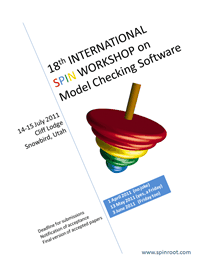 18th INTERNATIONAL
SPIN WORKSHOP on
Model Checking Software
14-15 July 2011
Cliff Lodge
Snowbird, Utah
Deadline for submissions
Notification of acceptance
Final version of accepted papers
1 April 2011 (no joke)
13 May 2011 (yes, a Friday)
3 June 2011 (Friday too)
www.spinroot.com